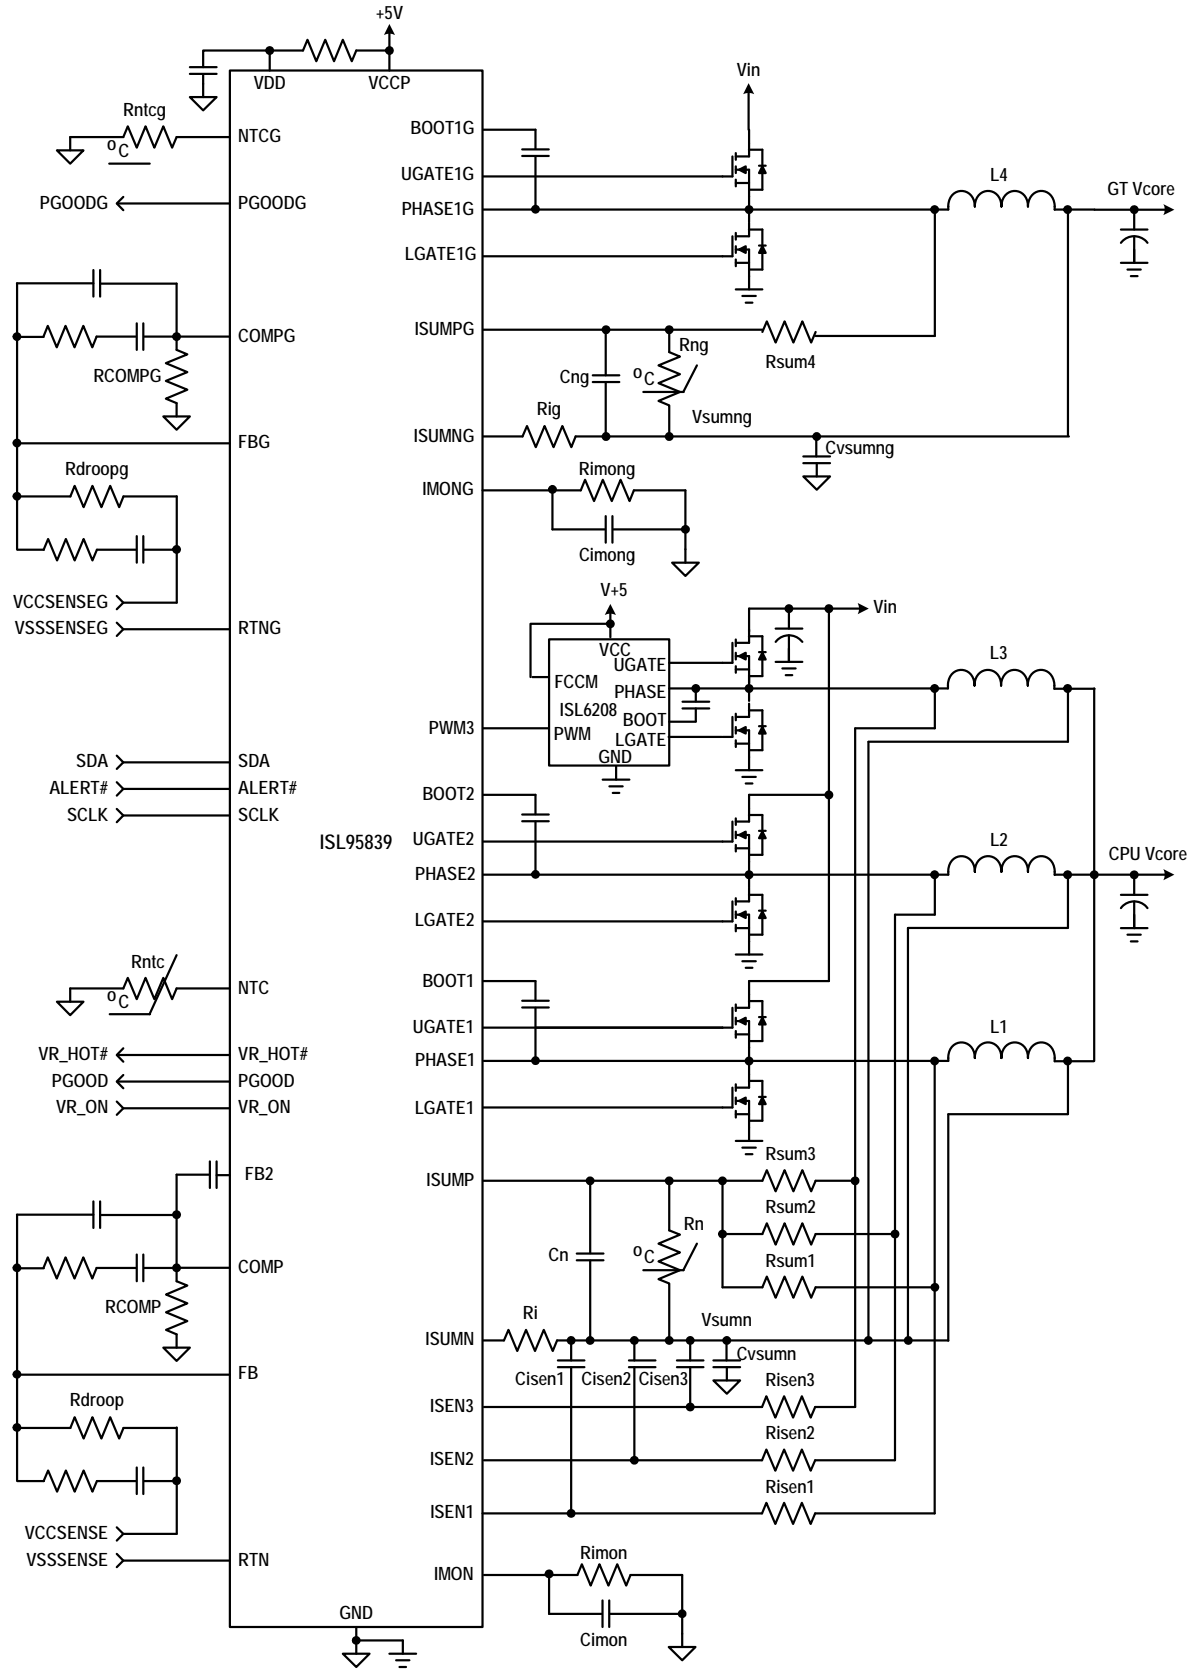 +5V
VDD
VCCP
Rntcg
oC
NTCG
PGOODG
PGOODG
COMPG
RCOMPG
FBG
Rdroopg
VCCSENSEG
VSSSENSEG
RTNG
SDA
SDA
ALERT#
ALERT#
SCLK
SCLK
ISL95839
Rntc
oC
NTC
VR_HOT#
VR_HOT#
PGOOD
PGOOD
VR_ON
VR_ON
FB2
COMP
RCOMP
FB
Rdroop
VCCSENSE
VSSSENSE
RTN
GND
BOOT1G
UGATE1G
PHASE1G
LGATE1G
Vin
L4
GT Vcore
ISUMPG
Rsum4
Rng
oC
Cng
Rig
Vsumng
ISUMNG
Cvsumng
IMONG
Rimong
Cimong
V+5
VCC
UGATE
FCCM
PHASE
ISL6208
BOOT
PWM
LGATE
GND
PWM3
Vin
L3
BOOT2
UGATE2
PHASE2
LGATE2
L2
CPU Vcore
BOOT1
UGATE1
PHASE1
LGATE1
L1
ISUMP
Rsum3
Rsum2
Rsum1
Rn
oC
Cn
Ri
Vsumn
ISUMN
Cvsumn
Cisen1
Cisen2
Cisen3
Risen3
ISEN3
Risen2
ISEN2
Risen1
ISEN1
Rimon
IMON
Cimon